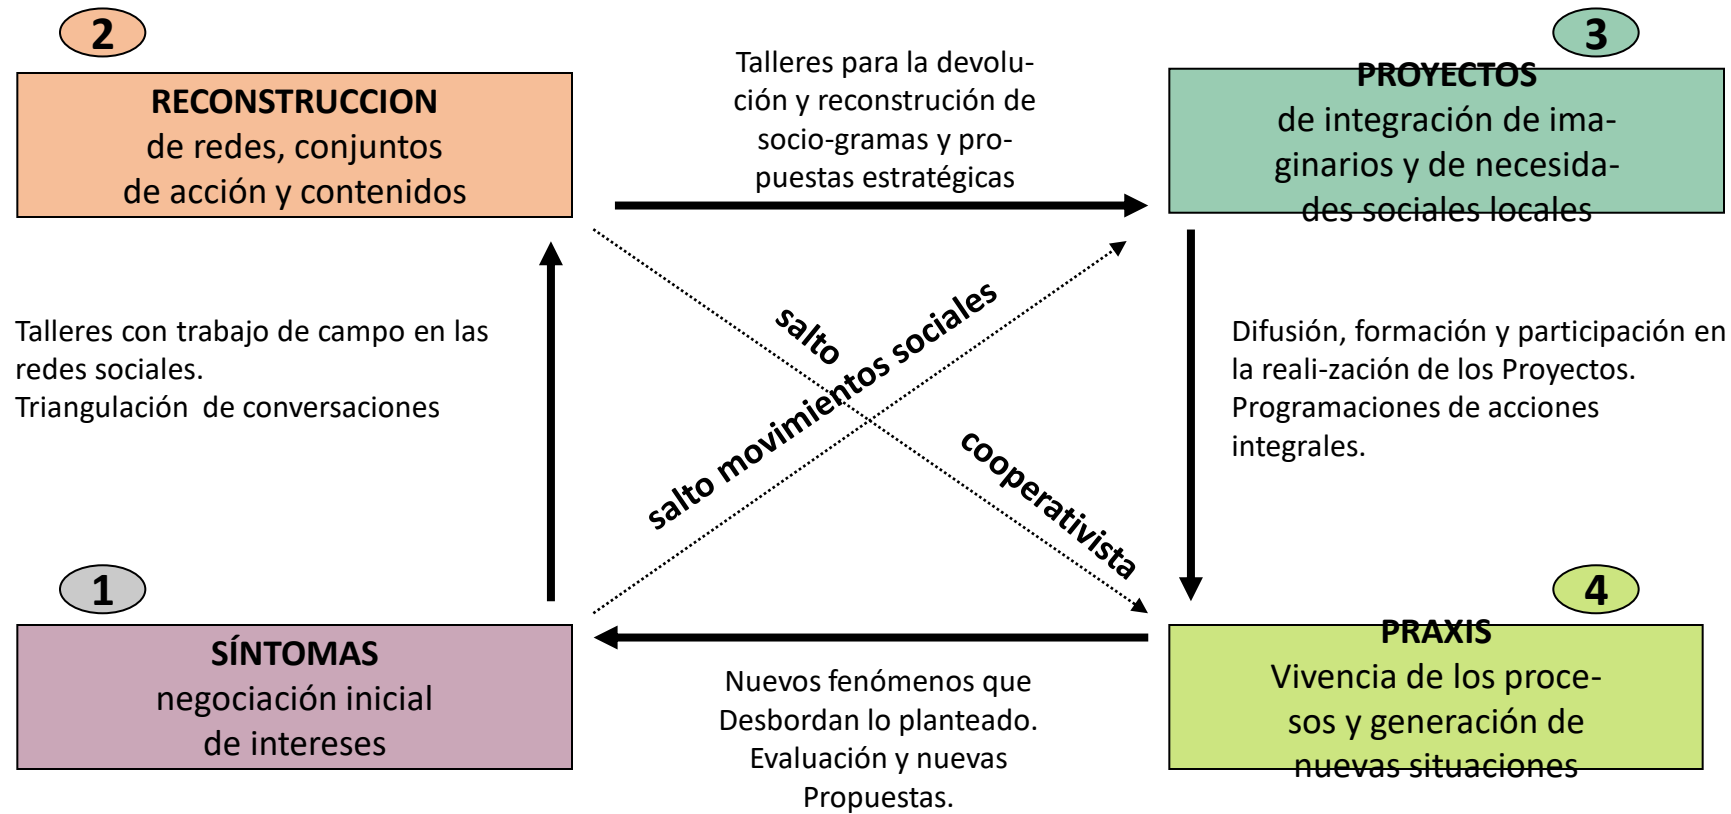 2
RECONSTRUCCION
de redes, conjuntos
de acción y contenidos
Talleres para la devolu-
ción y reconstrución de
socio-gramas y pro-
puestas estratégicas
3
PROYECTOS
de integración de ima-
ginarios y de necesida-
des sociales locales
Talleres con trabajo de campo en las
redes sociales.
Triangulación de conversaciones
salto
cooperativista
salto movimientos sociales
Difusión, formación y participación en
la reali-zación de los Proyectos.
Programaciones de acciones
integrales.
1
SÍNTOMAS
negociación inicial
de intereses
Nuevos fenómenos que
Desbordan lo planteado.
Evaluación y nuevas
Propuestas.
4
PRAXIS
Vivencia de los proce-
sos y generación de
nuevas situaciones